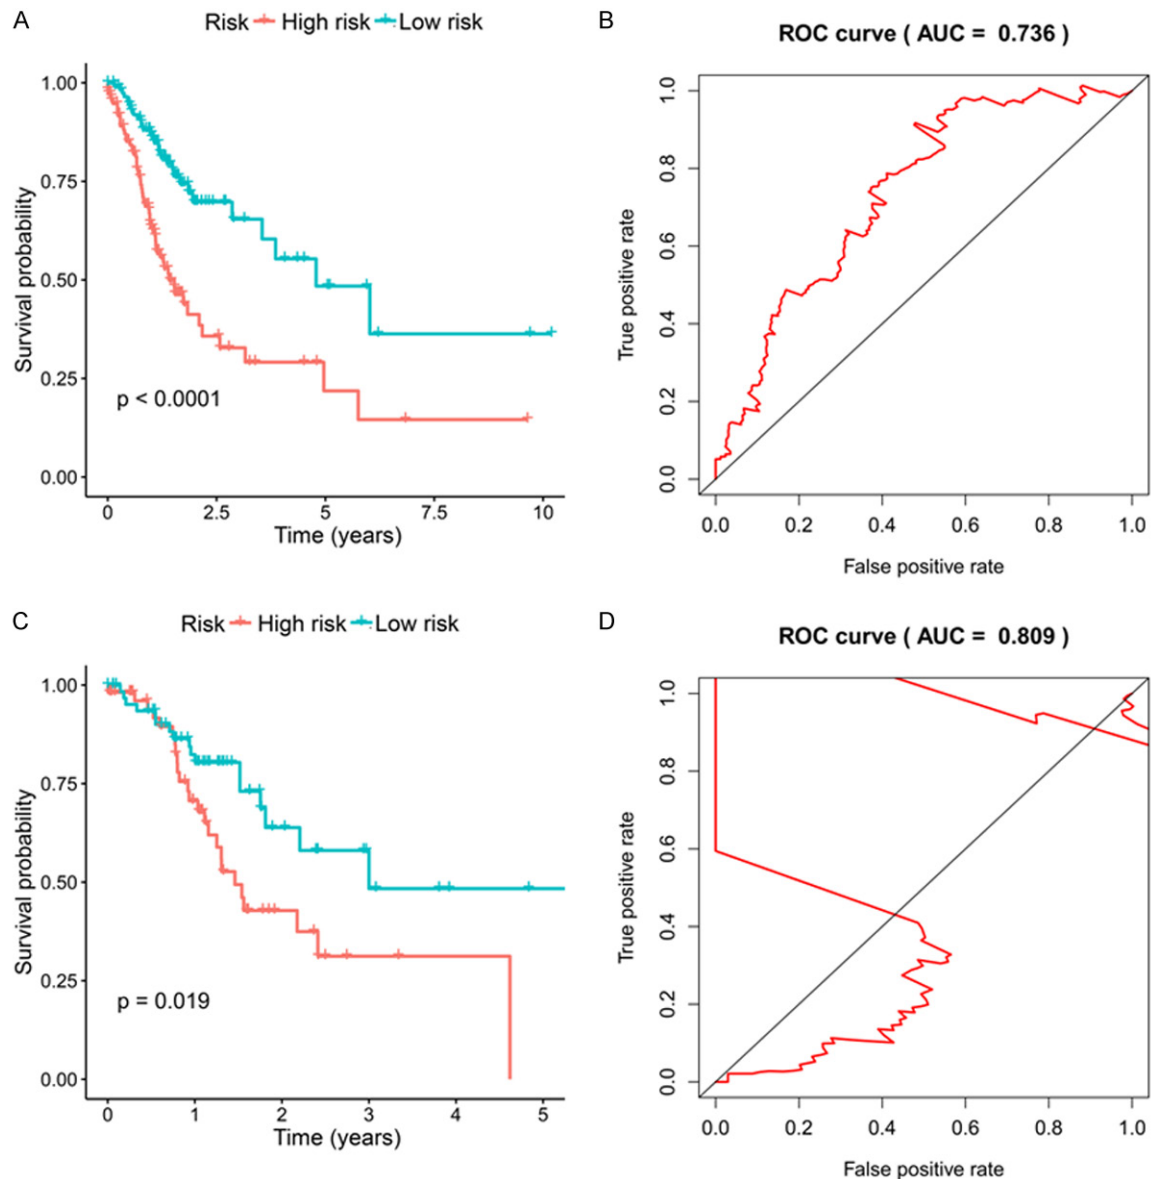 A
Risk High risk Low risk
Survival probability
1.00
0.75
0.50
0.25
0.00
p < 0.0001
0 2.5 5 7.5 10
Time (years)
B
ROC curve ( AUC = 0.736 )
True positive rate
1.0
0.8
0.6
0.4
0.2
0.0
0.0 0.2 0.4 0.6 0.8 1.0
False positive rate
C
Risk High risk Low risk
Survival probability
1.00
0.75
0.50
0.25
0.00
p = 0.019
0 1 2 3 4 5
Time (years)
D
ROC curve ( AUC = 0.809 )
True positive rate
1.0
0.8
0.6
0.4
0.2
0.0
0.0 0.2 0.4 0.6 0.8 1.0
False positive rate